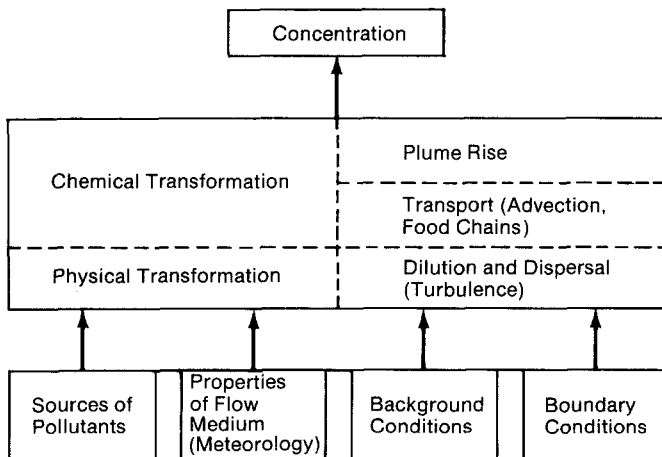 Concentration
Chemical Transformation
Plume Rise
Transport (Advection,
Food Chains)
Physical Transformation
Dilution and Dispersal
(Turbulence)
Sources of
Pollutants
Properties
of Flow
Medium
(Meteorology)
Background
Conditions
Boundary
Conditions